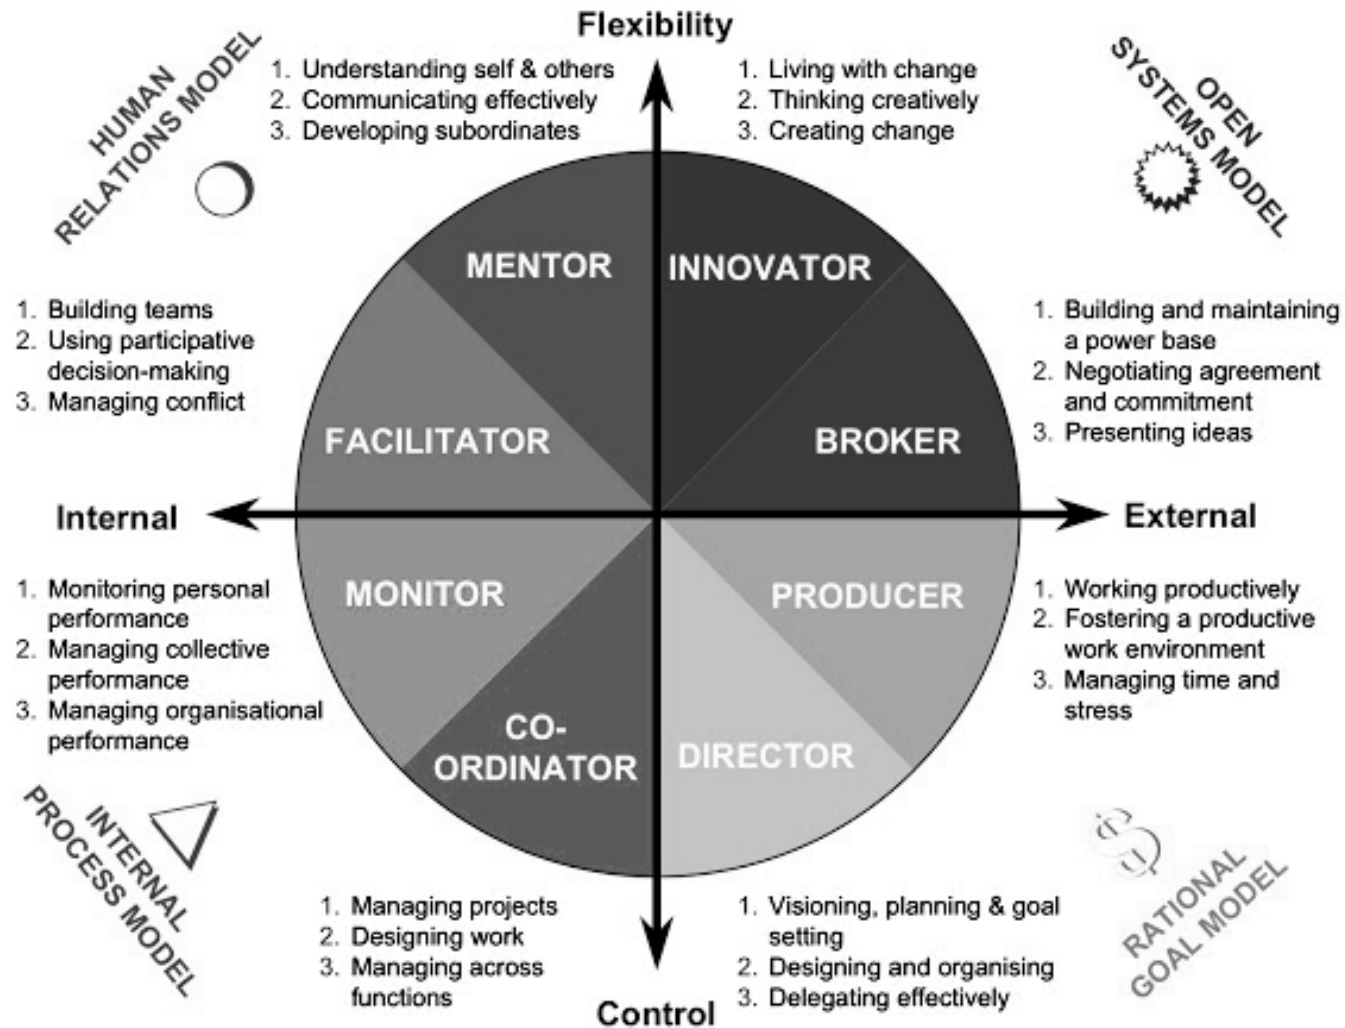 Flexibility
HUMAN
RELATIONS MODEL
1. Understanding self & others
2. Communicating effectively
3. Developing subordinates
1. Living with change
2. Thinking creatively
3. Creating change
OPEN
SYSTEMS MODEL
MENTOR
INNOVATOR
1. Building teams
2. Using participative
decision-making
3. Managing conflict
FACILITATOR
BROKER
1. Building and maintaining
a power base
2. Negotiating agreement
and commitment
3. Presenting ideas
Internal
External
1. Monitoring personal
performance
2. Managing collective
performance
3. Managing organisational
performance
MONITOR
PRODUCER
1. Working productively
2. Fostering a productive
work environment
3. Managing time and
stress
CO-
ORDINATOR
DIRECTOR
INTERNAL
PROCESS MODEL
1. Managing projects
2. Designing work
3. Managing across
functions
1. Visioning, planning & goal
setting
2. Designing and organising
3. Delegating effectively
$
RATIONAL
GOAL MODEL
Control